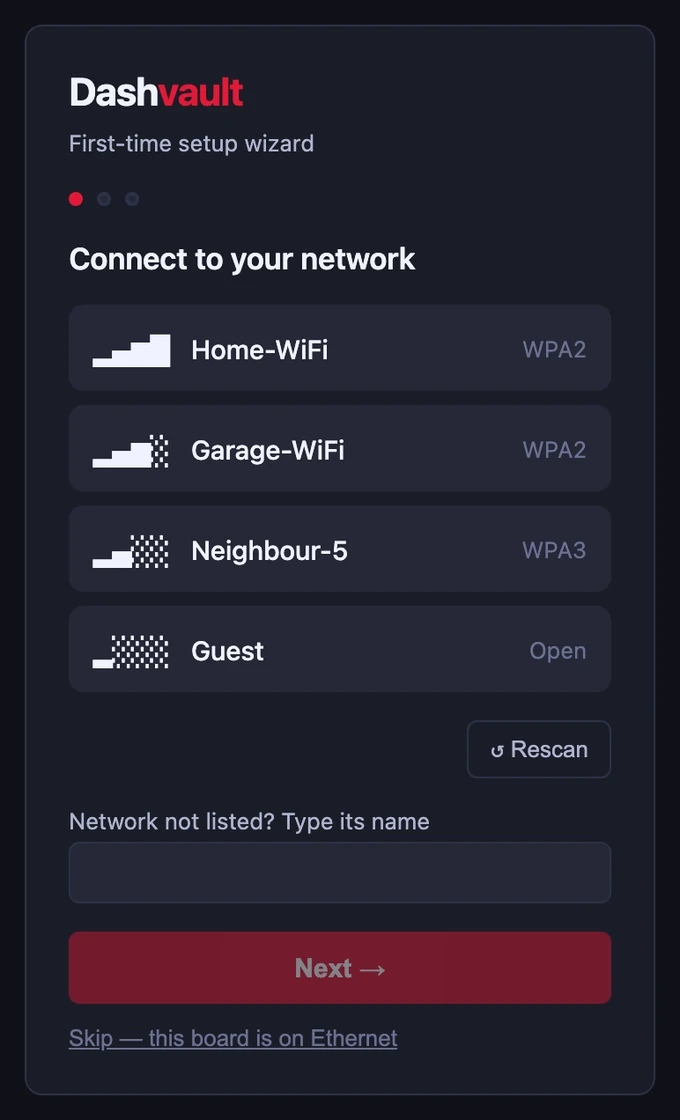 Dashvault
First-time setup wizard
Connect to your network
▂▃▅▇ Home-WiFi WPA2
▂▃▅░ Garage-WiFi WPA2
▂▃░░ Neighbour-5 WPA3
▂░░░ Guest Open
↺ Rescan
Network not listed? Type its name
Next →
Skip — this board is on Ethernet